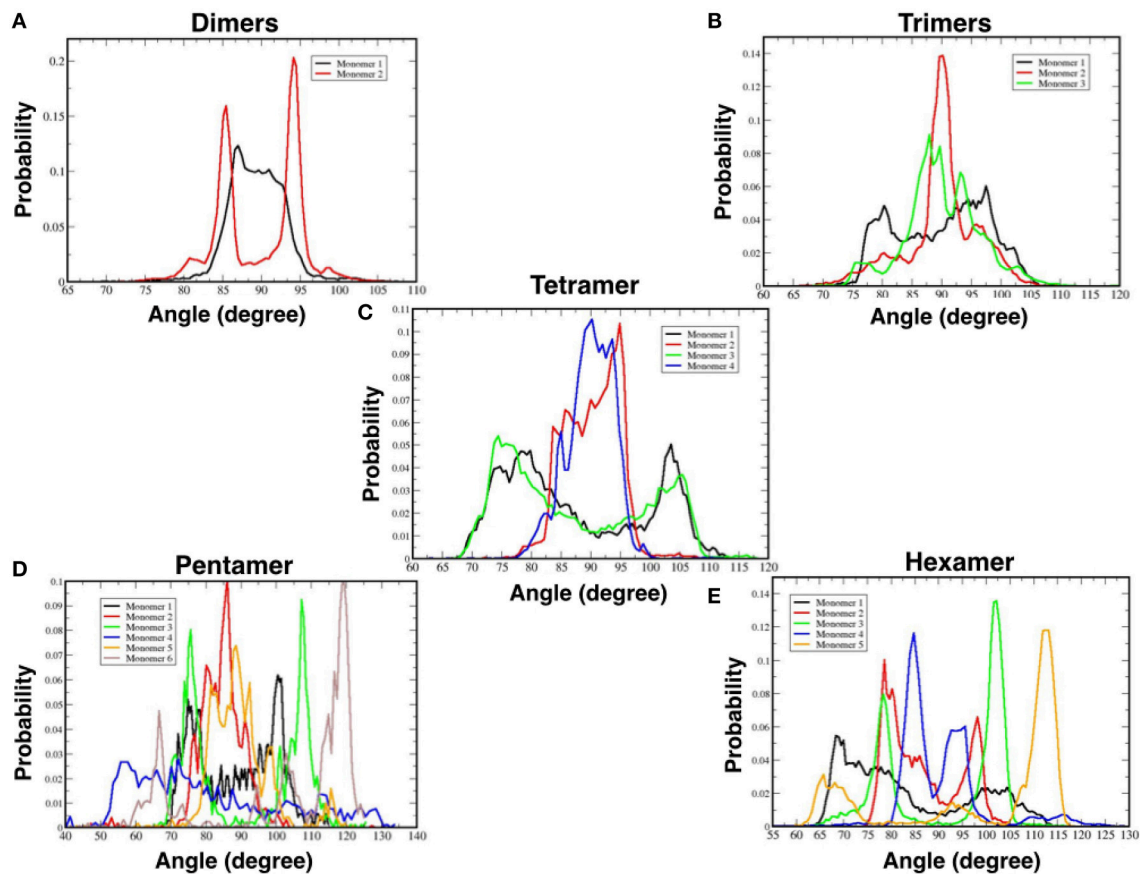 A
Dimers
Probability
0.2
0.15
0.1
0.05
0
65 70 75 80 85 90 95 100 105 110
Angle (degree)
Monomer 1
Monomer 2
B
Trimers
Probability
0.14
0.12
0.10
0.08
0.06
0.04
0.02
0
60 65 70 75 80 85 90 95 100 105 110 115 120
Angle (degree)
Monomer 1
Monomer 2
Monomer 3
C
Tetramer
Probability
0.11
0.1
0.09
0.08
0.07
0.06
0.05
0.04
0.03
0.02
0.01
0
60 65 70 75 80 85 90 95 100 105 110 115 120
Angle (degree)
Monomer 1
Monomer 2
Monomer 3
Monomer 4
D
Pentamer
Probability
0.1
0.09
0.08
0.07
0.06
0.05
0.04
0.03
0.02
0.01
0
40 50 60 70 80 90 100 110 120 130 140
Angle (degree)
Monomer 1
Monomer 2
Monomer 3
Monomer 4
Monomer 5
Monomer 6
E
Hexamer
Probability
0.14
0.12
0.1
0.08
0.06
0.04
0.02
0
55 60 65 70 75 80 85 90 95 100 105 110 115 120 125 130
Angle (degree)
Monomer 1
Monomer 2
Monomer 3
Monomer 4
Monomer 5